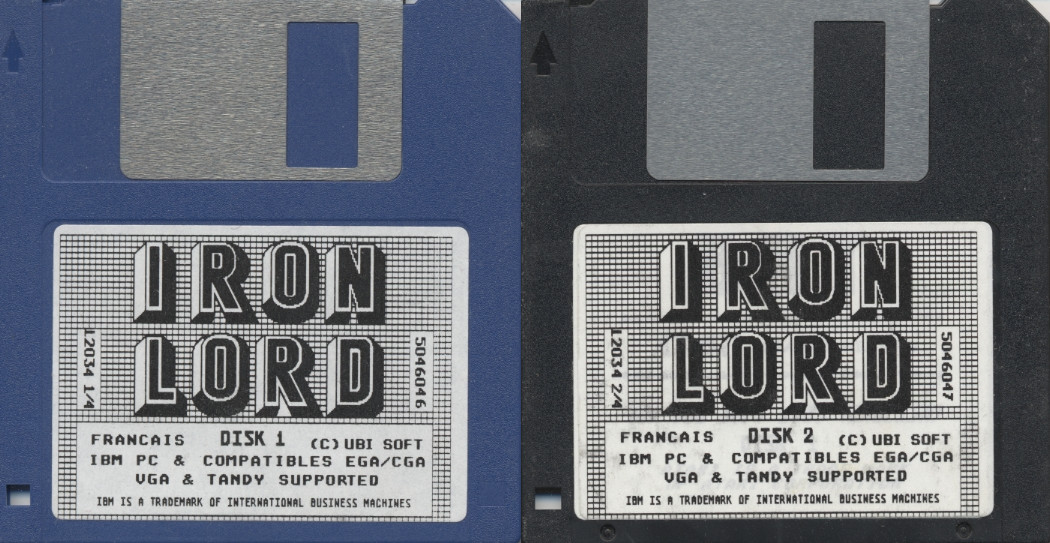 IRON
LORD
12034 1/4
5046046
FRANCAIS DISK 1 (C) UBI SOFT
IBM PC & COMPATIBLES EGA/CGA
VGA & TANDY SUPPORTED
IBM IS A TRADEMARK OF INTERNATIONAL BUSINESS MACHINES
IRON
LORD
12034 2/4
5046047
FRANCAIS DISK 2 (C) UBI SOFT
IBM PC & COMPATIBLES EGA/CGA
VGA & TANDY SUPPORTED
IBM IS A TRADEMARK OF INTERNATIONAL BUSINESS MACHINES